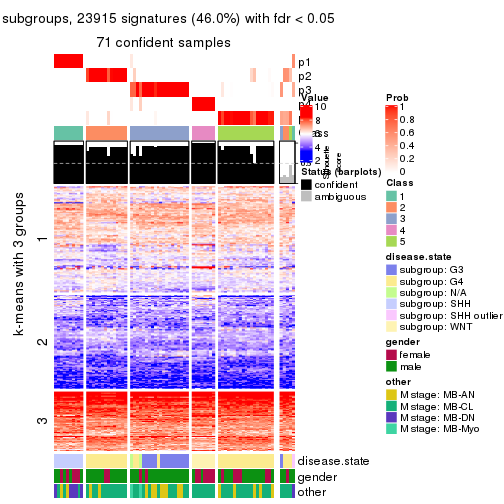 subgroups, 23915 signatures (46.0%) with fdr < 0.05
71 confident samples
p1
p2
p3
Value
10
8
6
4
2
Prob
1
0.8
0.6
0.4
0.2
0
Status (barplots)
confident
ambiguous
Class
1
2
3
4
5
k-means with 3 groups
1
2
3
disease.state
subgroup: G3
subgroup: G4
subgroup: N/A
subgroup: SHH
subgroup: SHH outlier
subgroup: WNT
gender
female
male
other
M stage: MB-AN
M stage: MB-CL
M stage: MB-DN
M stage: MB-Myo
disease.state
gender
other